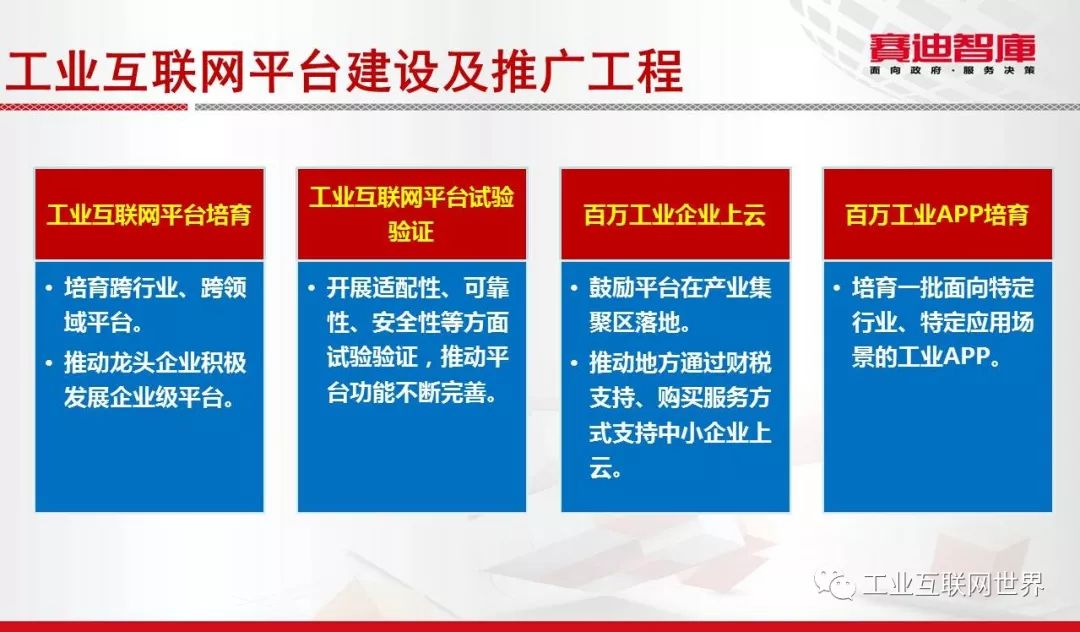 工业互联网平台建设及推广工程
赛迪智庫
面向政府·服务决策
工业互联网平台培育
• 培育跨行业、跨领
域平台。
• 推动龙头企业积极
发展企业级平台。
工业互联网平台试验
验证
• 开展适配性、可靠
性、安全性等方面
试验验证，推动平
台功能不断完善。
百万工业企业上云
• 鼓励平台在产业集
聚区落地。
• 推动地方通过财税
支持、购买服务方
式支持中小企业上
云。
百万工业APP培育
• 培育一批面向特定
行业、特定应用场
景的工业APP。
工业互联网世界